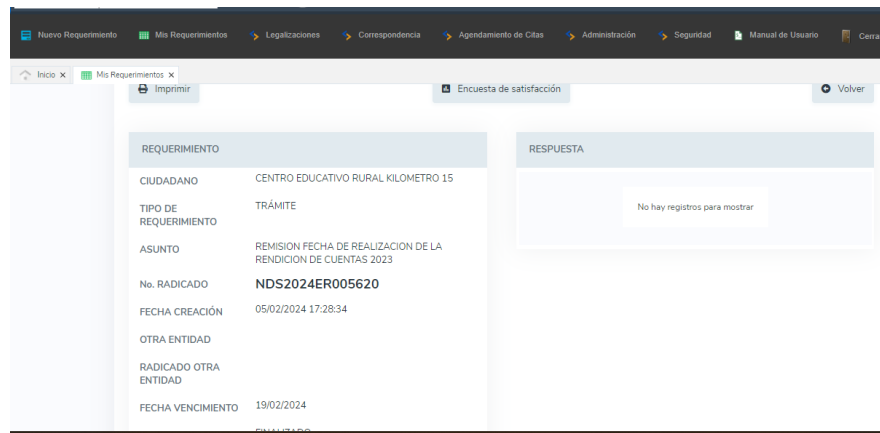 Nuevo Requerimiento Mis Requerimientos Legalizaciones Correspondencia Agendamiento de Citas Administración Seguridad Manual de Usuario Cerra
Inicio x Mis Requerimientos x
Imprimir Encuesta de satisfacción Volver
REQUERIMIENTO
CIUDADANO CENTRO EDUCATIVO RURAL KILOMETRO 15
TIPO DE TRÁMITE
REQUERIMIENTO
ASUNTO REMISION FECHA DE REALIZACION DE LA
RENDICION DE CUENTAS 2023
No. RADICADO NDS2024ER005620
FECHA CREACIÓN 05/02/2024 17:28:34
OTRA ENTIDAD
RADICADO OTRA
ENTIDAD
FECHA VENCIMIENTO 19/02/2024
RESPUESTA
No hay registros para mostrar